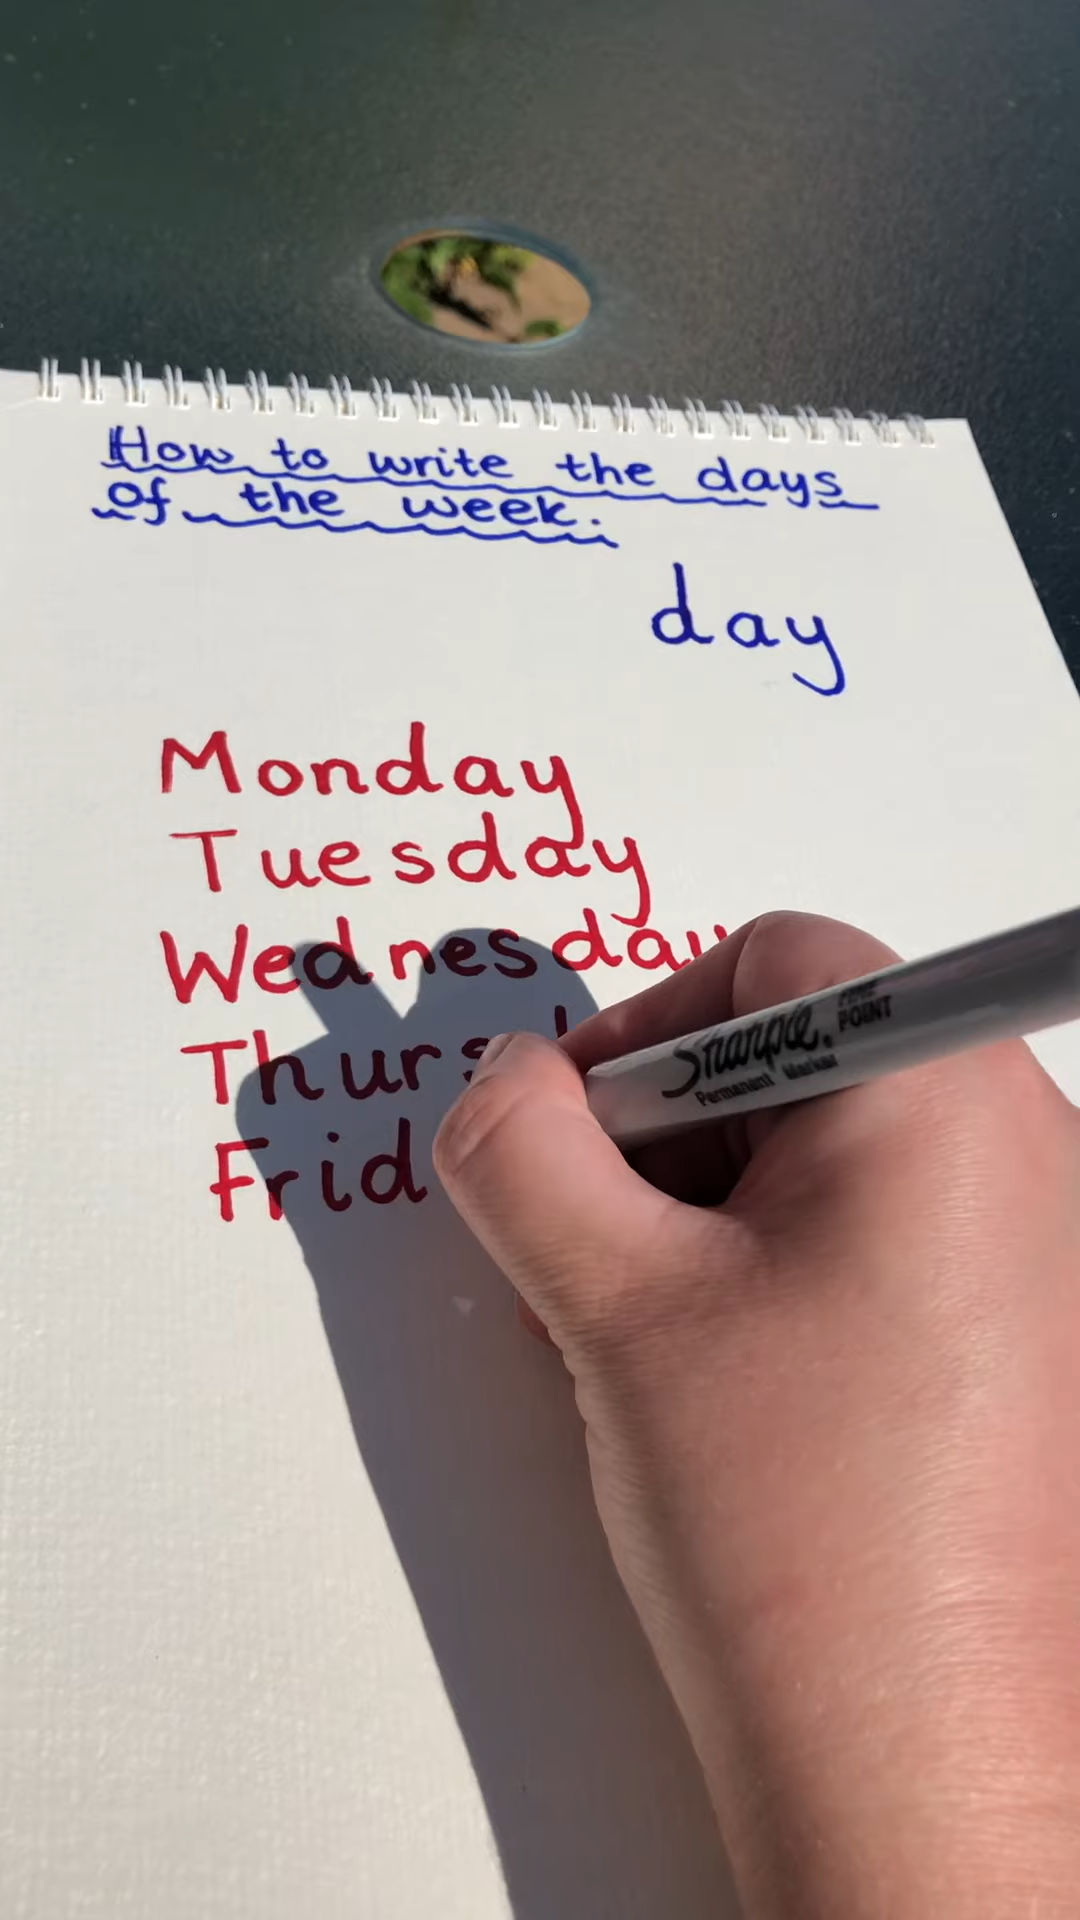 How to write the days
of the week.
day
Monday
Tuesday
Wednesday
Thurs
Frid
Sharpie
FINE
POINT
Permanent Marker